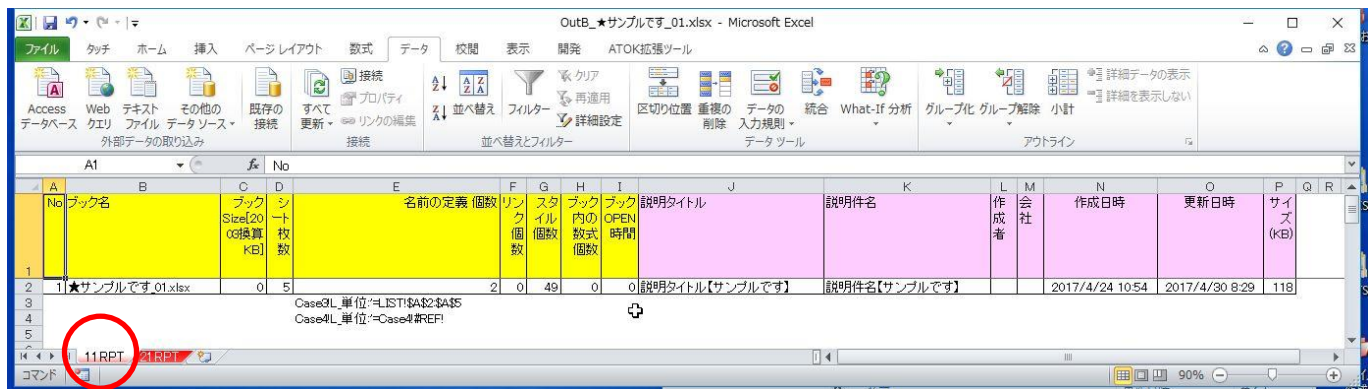 OutB_★サンプルです_01.xlsx - Microsoft Excel
ファイル タッチ ホーム 挿入 ページ レイアウト 数式 データ 校閲 表示 開発 ATOK拡張ツール
Access データベース
Web クエリ
テキスト ファイル
その他の データ ソース
既存の 接続
すべて 更新
接続
プロパティ
リンクの編集
並べ替え
フィルター
クリア
再適用
詳細設定
区切り位置
重複の 削除
データの 入力規則
統合
What-If 分析
グループ化
グループ解除
小計
詳細データの表示
詳細を表示しない
外部データの取り込み 接続 並べ替えとフィルター データ ツール アウトライン
A1 fx No
A B C D E F G H I J K L M N O P Q R
1 No ブック名 ブックSize[2003換算KB] シート枚数 名前の定義 個数 リンク個数 スタイル個数 ブック内の数式個数 ブックOPEN時間 説明タイトル 説明件名 作成者 会社 作成日時 更新日時 サイズ(KB)
2 1 ★サンプルです_01.xlsx 0 5 2 0 49 0 0 説明タイトル【サンプルです】 説明件名【サンプルです】 2017/4/24 10:54 2017/4/30 8:29 118
3 Case3!L_単位:'=LIST!$A$2:$A$5
4 Case4!L_単位:'=Case4!#REF!
5
11RPT 21RPT
コマンド 90%